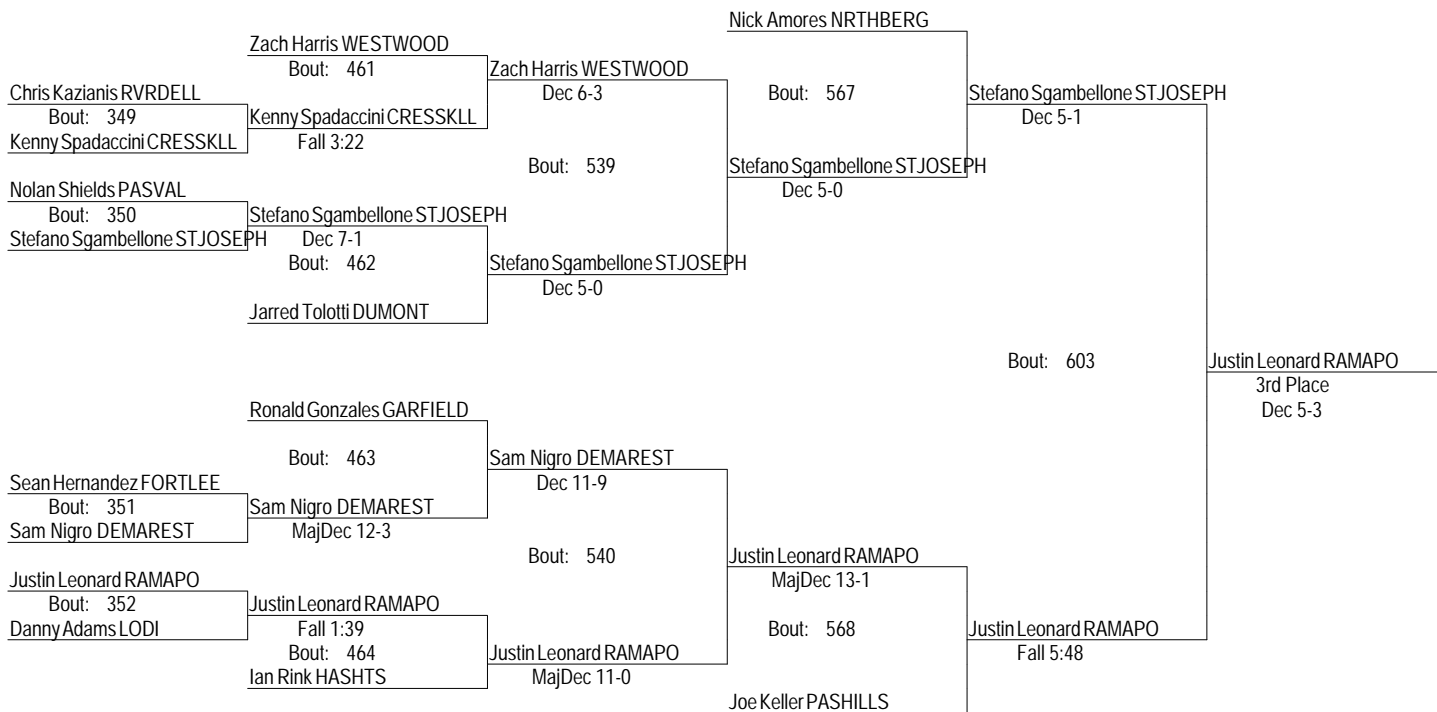 Nick Amores NRTHBERG
Zach Harris WESTWOOD
Bout: 461
Zach Harris WESTWOOD
Dec 6-3
Chris Kazianis RVRDELL
Bout: 349
Kenny Spadaccini CRESSKLL
Kenny Spadaccini CRESSKLL
Fall 3:22
Bout: 567
Stefano Sgambellone STJOSEPH
Dec 5-1
Bout: 539
Stefano Sgambellone STJOSEPH
Dec 5-0
Nolan Shields PASVAL
Bout: 350
Stefano Sgambellone STJOSEPH
Stefano Sgambellone STJOSEPH
Dec 7-1
Bout: 462
Stefano Sgambellone STJOSEPH
Dec 5-0
Jarred Tolotti DUMONT
Bout: 603
Justin Leonard RAMAPO
3rd Place
Dec 5-3
Ronald Gonzales GARFIELD
Bout: 463
Sam Nigro DEMAREST
Dec 11-9
Sean Hernandez FORTLEE
Bout: 351
Sam Nigro DEMAREST
Sam Nigro DEMAREST
MajDec 12-3
Bout: 540
Justin Leonard RAMAPO
MajDec 13-1
Justin Leonard RAMAPO
Bout: 352
Danny Adams LODI
Justin Leonard RAMAPO
Fall 1:39
Bout: 464
Ian Rink HASHTS
Justin Leonard RAMAPO
MajDec 11-0
Bout: 568
Justin Leonard RAMAPO
Fall 5:48
Joe Keller PASHILLS